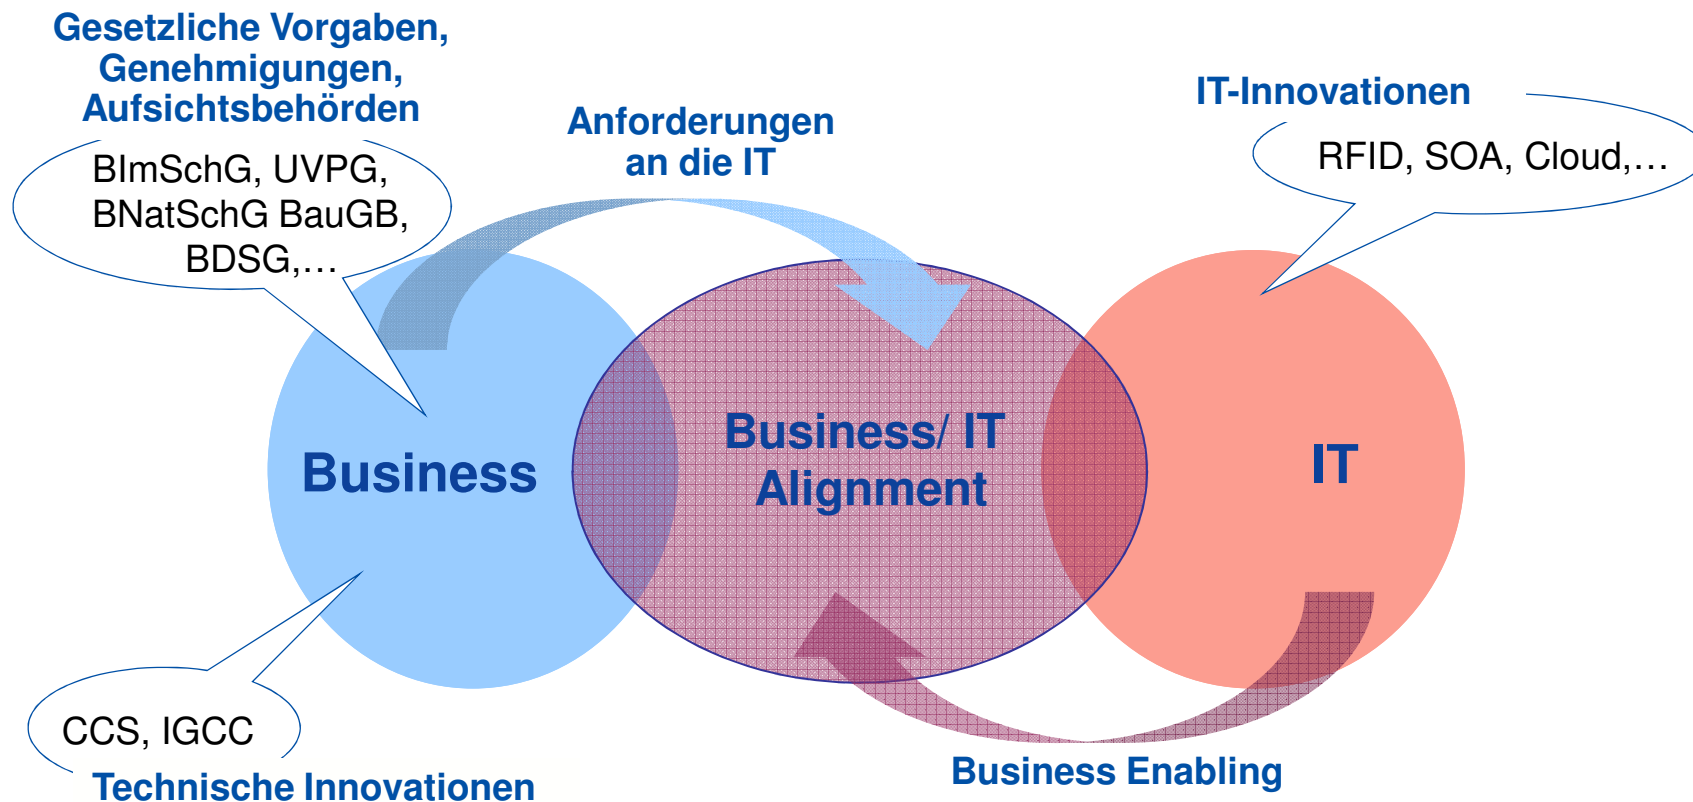 Gesetzliche Vorgaben,
Genehmigungen,
Aufsichtsbehörden
BImSchG, UVPG,
BNatSchG BauGB,
BDSG,...
Anforderungen
an die IT
IT-Innovationen
RFID, SOA, Cloud,...
Business
Business/ IT
Alignment
IT
CCS, IGCC
Technische Innovationen
Business Enabling